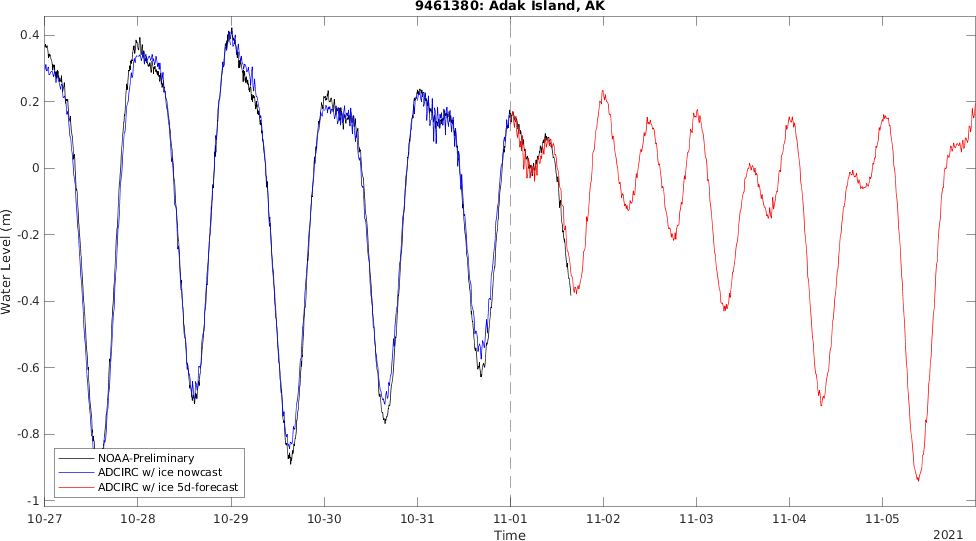 9461380: Adak Island, AK
Water Level (m)
0.4
0.2
0
-0.2
-0.4
-0.6
-0.8
-1
NOAA-Preliminary
ADCIRC w/ ice nowcast
ADCIRC w/ ice 5d-forecast
10-27 10-28 10-29 10-30 10-31 11-01 11-02 11-03 11-04 11-05
Time
2021